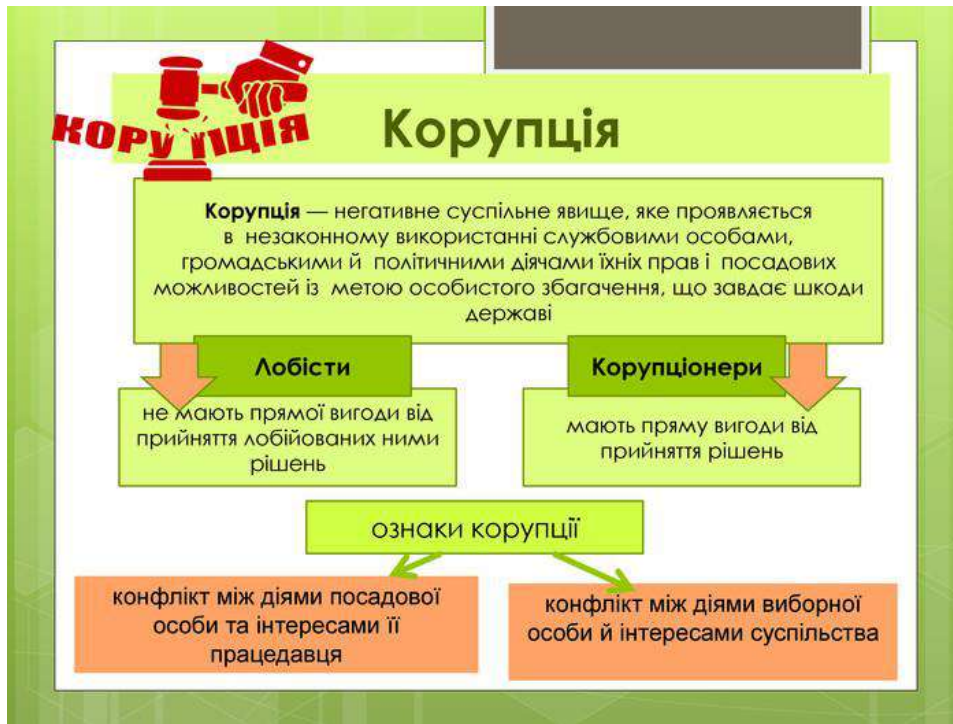 КОРУПЦІЯ
Корупція
Корупція — негативне суспільне явище, яке проявляється
в незаконному використанні службовими особами,
громадськими й політичними діячами їхніх прав і посадових
можливостей із метою особистого збагачення, що завдає шкоди
державі
Лобісти
не мають прямої вигоди від
прийняття лобійованих ними
рішень
Корупціонери
мають пряму вигоди від
прийняття рішень
ознаки корупції
конфлікт між діями посадової
особи та інтересами її
працедавця
конфлікт між діями виборної
особи й інтересами суспільства